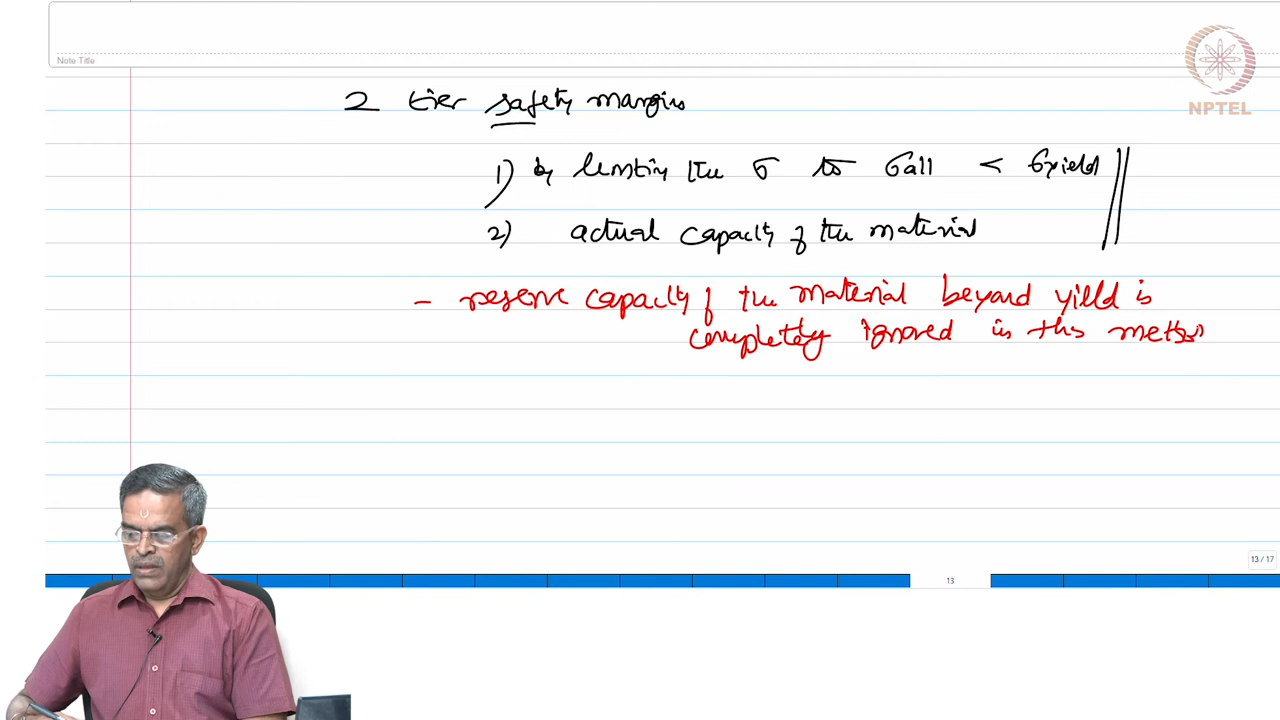 Note Title
NPTEL
2 tier safety margins
1) by limiting the σ to σall < σyield
2) actual capacity of the material
- reserve capacity of the material beyond yield is
completely ignored in this method
13 / 17
13